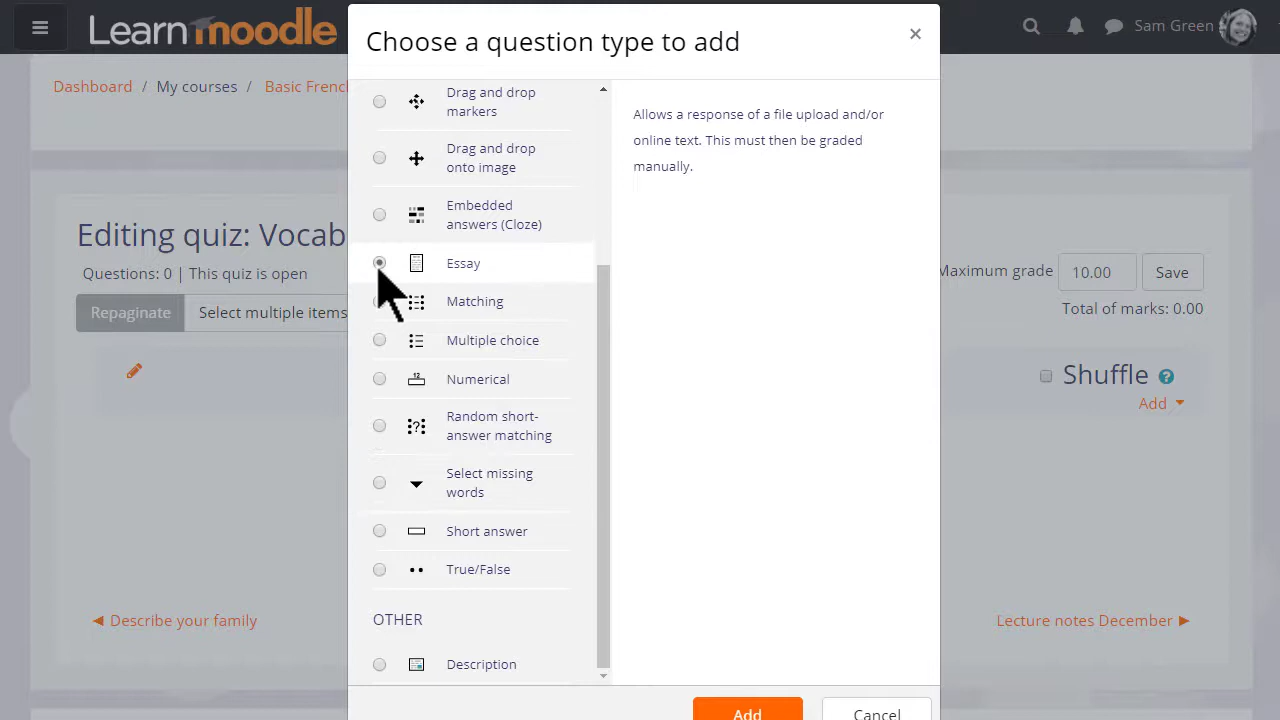 Learn moodle
Sam Green
Dashboard / My courses / Basic French
Choose a question type to add
×
Drag and drop
markers
Drag and drop
onto image
Embedded
answers (Cloze)
Essay
Matching
Multiple choice
Numerical
Random short-
answer matching
Select missing
words
Short answer
True/False
OTHER
Description
Allows a response of a file upload and/or
online text. This must then be graded
manually.
Add
Cancel
Editing quiz: Vocab
Questions: 0 | This quiz is open
Repaginate
Select multiple items
Maximum grade 10.00 Save
Total of marks: 0.00
Shuffle ?
Add
◄ Describe your family
Lecture notes December ►